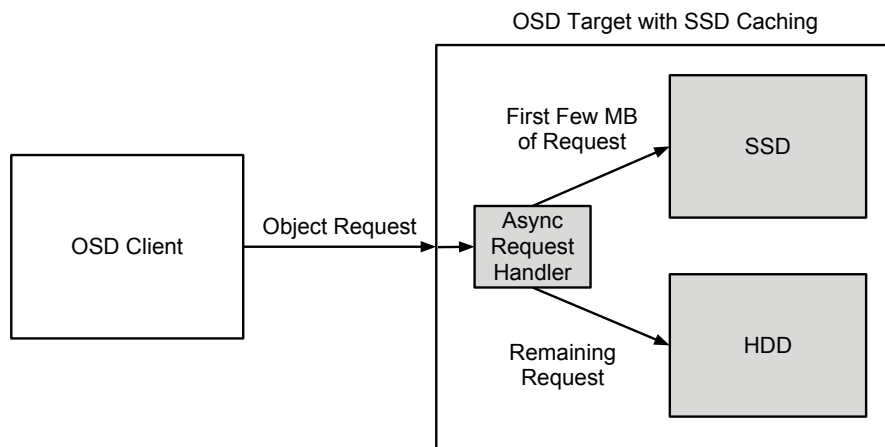 OSD Target with SSD Caching
First Few MB
of Request
SSD
OSD Client
Object Request
Async
Request
Handler
HDD
Remaining
Request